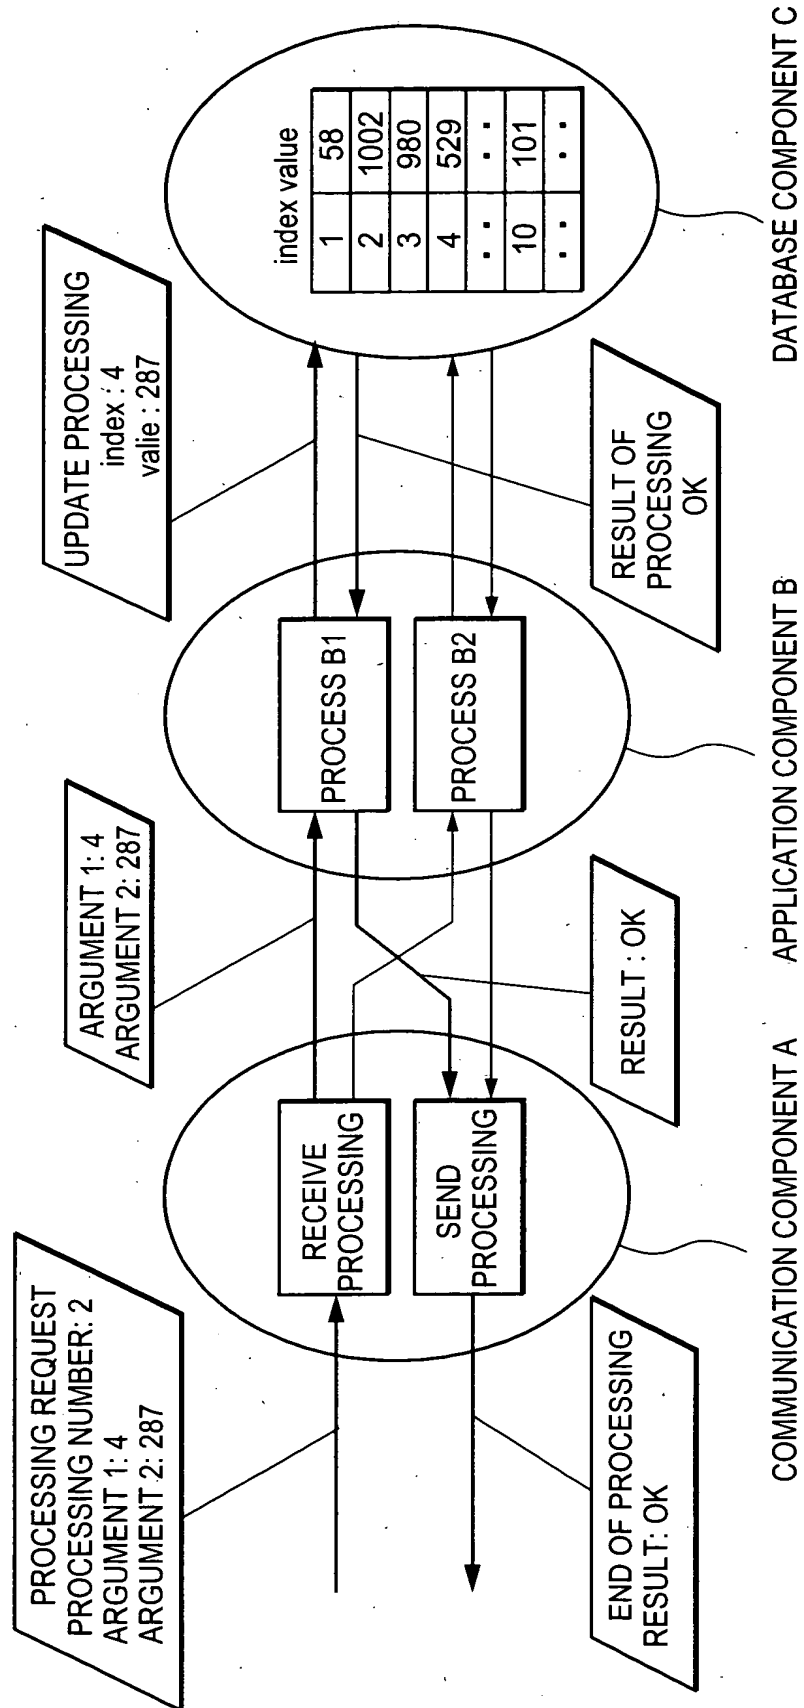 PROCESSING REQUEST
PROCESSING NUMBER: 2
ARGUMENT 1: 4
ARGUMENT 2: 287
ARGUMENT 1: 4
ARGUMENT 2: 287
UPDATE PROCESSING
index : 4
valie : 287
RECEIVE
PROCESSING
SEND
PROCESSING
PROCESS B1
PROCESS B2
index value
1 58
2 1002
3 980
4 529
: :
10 101
: :
END OF PROCESSING
RESULT: OK
RESULT : OK
RESULT OF
PROCESSING
OK
COMMUNICATION COMPONENT A
APPLICATION COMPONENT B
DATABASE COMPONENT C